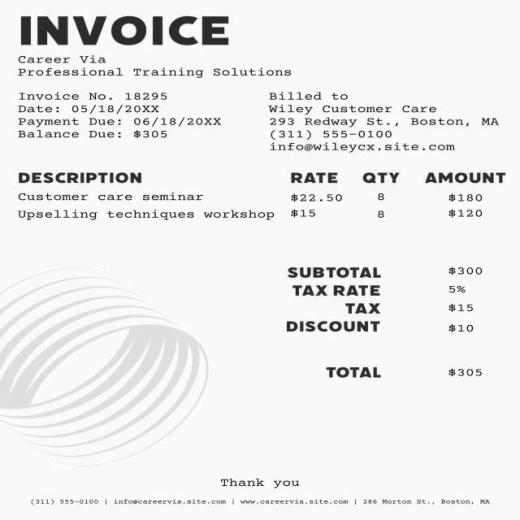 INVOICE
Career Via
Professional Training Solutions
Invoice No. 18295
Date: 05/18/20XX
Payment Due: 06/18/20XX
Balance Due: $305
Billed to
Wiley Customer Care
293 Redway St., Boston, MA
(311) 555-0100
info@wileycx.site.com
DESCRIPTION RATE QTY AMOUNT
Customer care seminar $22.50 8 $180
Upselling techniques workshop $15 8 $120
SUBTOTAL $300
TAX RATE 5%
TAX $15
DISCOUNT $10
TOTAL $305
Thank you
(311) 555-0100 | info@careervia.site.com | www.careervia.site.com | 286 Morton St., Boston, MA